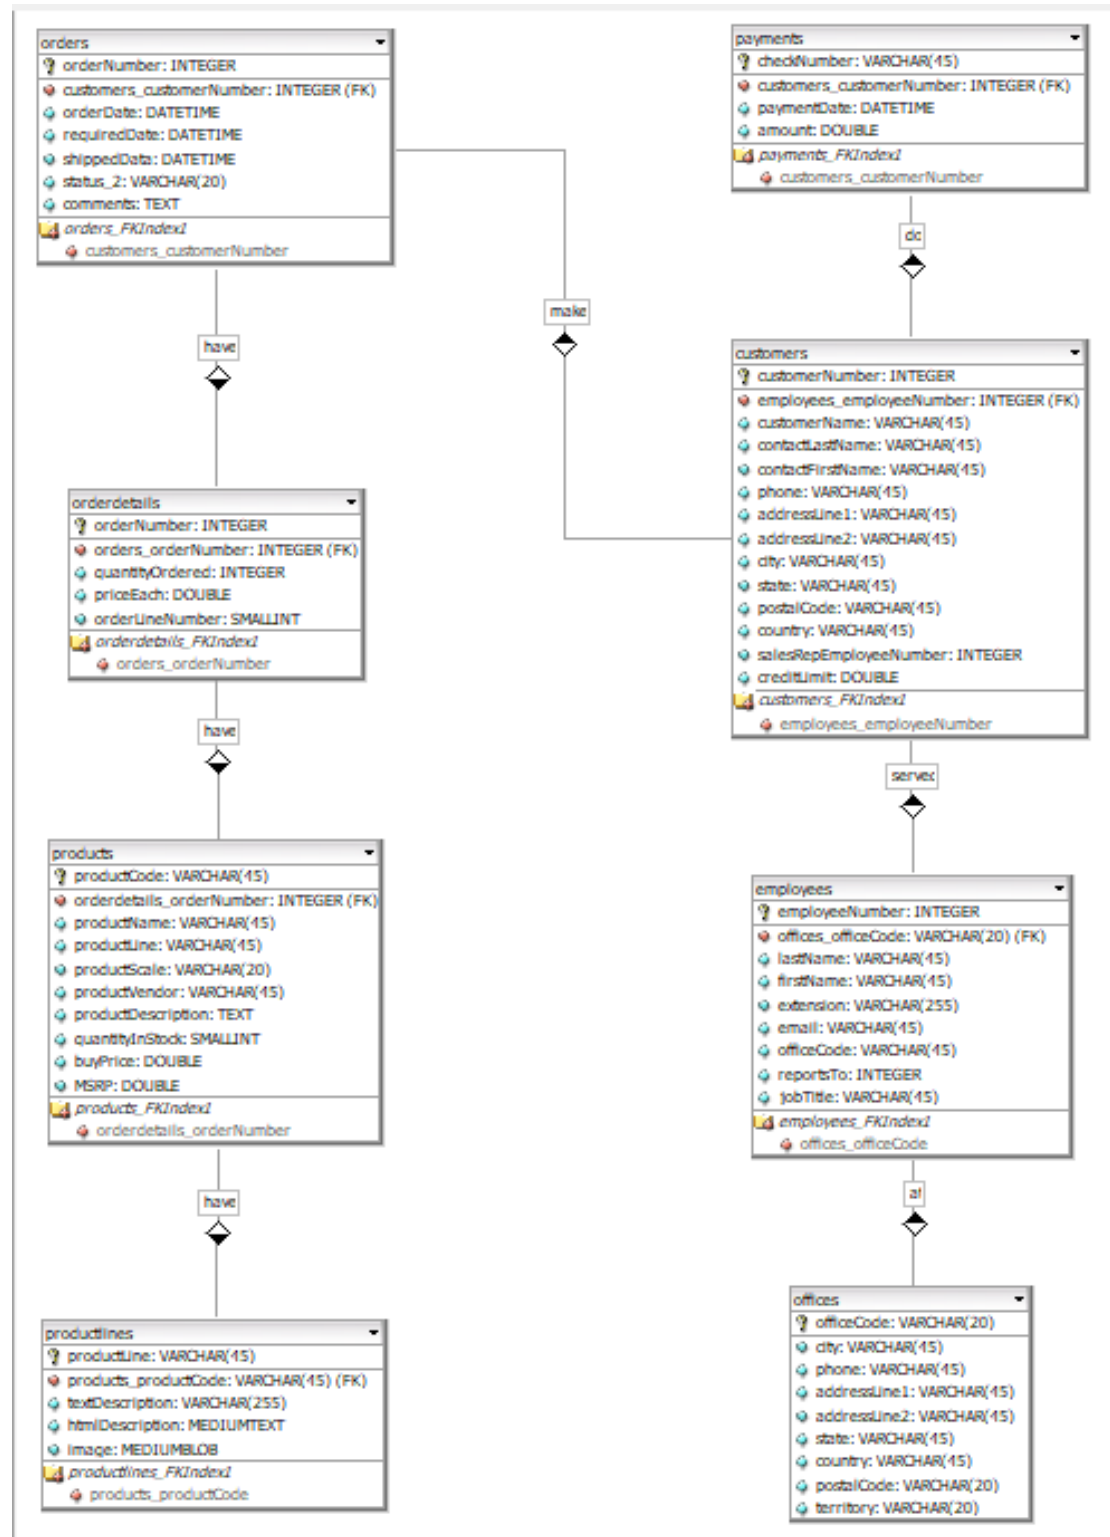 orders
orderNumber: INTEGER
customers_customerNumber: INTEGER (FK)
orderDate: DATETIME
requiredDate: DATETIME
shippedData: DATETIME
status_2: VARCHAR(20)
comments: TEXT
orders_FKIndex1
customers_customerNumber
payments
checkNumber: VARCHAR(45)
customers_customerNumber: INTEGER (FK)
paymentDate: DATETIME
amount: DOUBLE
payments_FKIndex1
customers_customerNumber
do
make
have
customers
customerNumber: INTEGER
employees_employeeNumber: INTEGER (FK)
customerName: VARCHAR(45)
contactLastName: VARCHAR(45)
contactFirstName: VARCHAR(45)
phone: VARCHAR(45)
addressLine1: VARCHAR(45)
addressLine2: VARCHAR(45)
city: VARCHAR(45)
state: VARCHAR(45)
postalCode: VARCHAR(45)
country: VARCHAR(45)
salesRepEmployeeNumber: INTEGER
creditLimit: DOUBLE
customers_FKIndex1
employees_employeeNumber
orderdetails
orderNumber: INTEGER
orders_orderNumber: INTEGER (FK)
quantityOrdered: INTEGER
priceEach: DOUBLE
orderLineNumber: SMALLINT
orderdetails_FKIndex1
orders_orderNumber
have
served
products
productCode: VARCHAR(45)
orderdetails_orderNumber: INTEGER (FK)
productName: VARCHAR(45)
productLine: VARCHAR(45)
productScale: VARCHAR(20)
productVendor: VARCHAR(45)
productDescription: TEXT
quantityInStock: SMALLINT
buyPrice: DOUBLE
MSRP: DOUBLE
products_FKIndex1
orderdetails_orderNumber
employees
employeeNumber: INTEGER
offices_officeCode: VARCHAR(20) (FK)
lastName: VARCHAR(45)
firstName: VARCHAR(45)
extension: VARCHAR(255)
email: VARCHAR(45)
officeCode: VARCHAR(45)
reportsTo: INTEGER
jobTitle: VARCHAR(45)
employees_FKIndex1
offices_officeCode
have
at
productlines
productLine: VARCHAR(45)
products_productCode: VARCHAR(45) (FK)
textDescription: VARCHAR(255)
htmlDescription: MEDIUMTEXT
image: MEDIUMBLOB
productlines_FKIndex1
products_productCode
offices
officeCode: VARCHAR(20)
city: VARCHAR(45)
phone: VARCHAR(45)
addressLine1: VARCHAR(45)
addressLine2: VARCHAR(45)
state: VARCHAR(45)
country: VARCHAR(45)
postalCode: VARCHAR(20)
territory: VARCHAR(20)